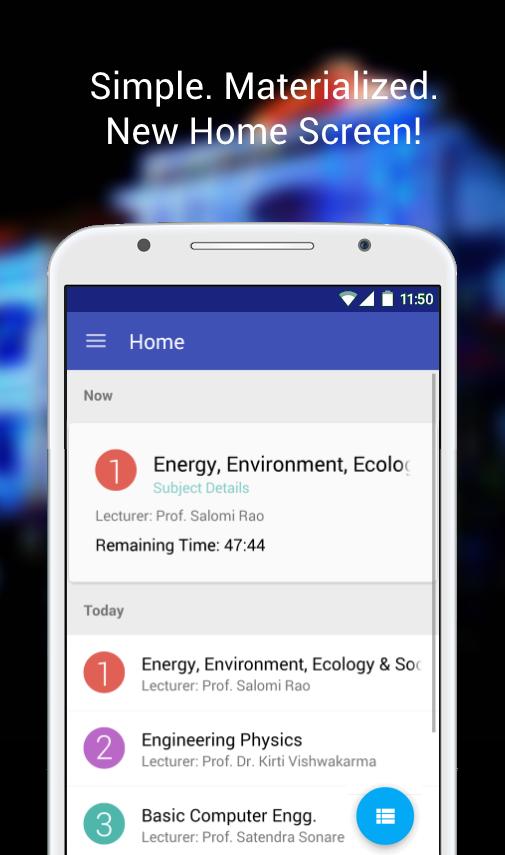 Simple. Materialized.
New Home Screen!
11:50
Home
Now
1
Energy, Environment, Ecolog
Subject Details
Lecturer: Prof. Salomi Rao
Remaining Time: 47:44
Today
1
Energy, Environment, Ecology & Soc
Lecturer: Prof. Salomi Rao
2
Engineering Physics
Lecturer: Prof. Dr. Kirti Vishwakarma
3
Basic Computer Engg.
Lecturer: Prof. Satendra Sonare